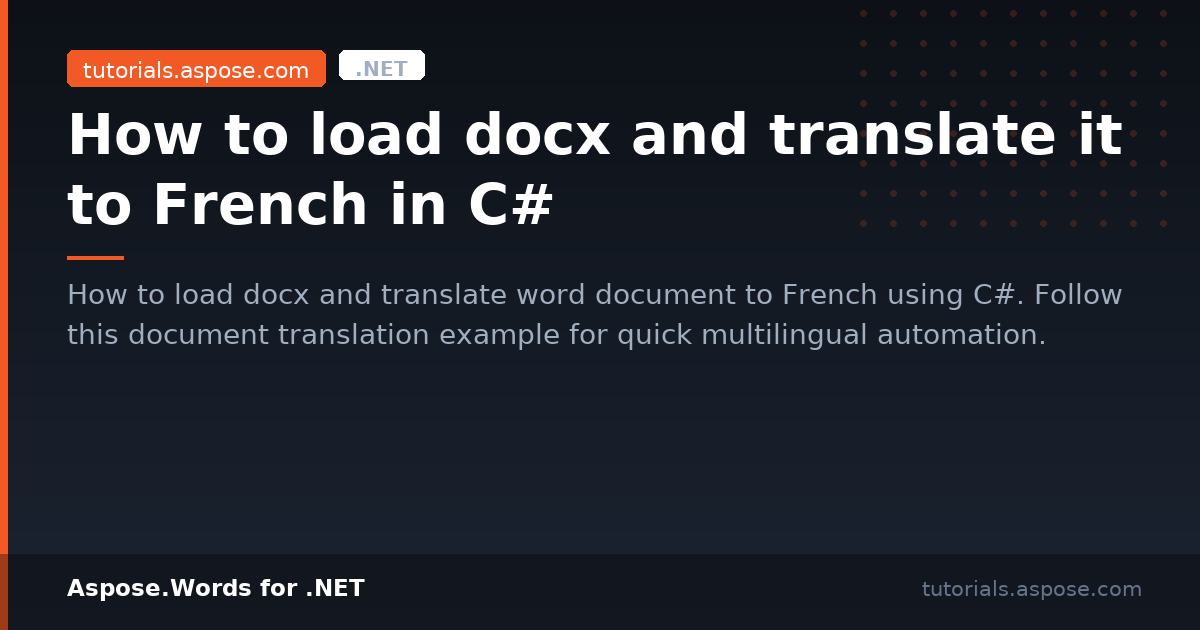 tutorials.aspose.com
.NET
How to load docx and translate it
to French in C#
How to load docx and translate word document to French using C#. Follow
this document translation example for quick multilingual automation.
Aspose.Words for .NET
tutorials.aspose.com